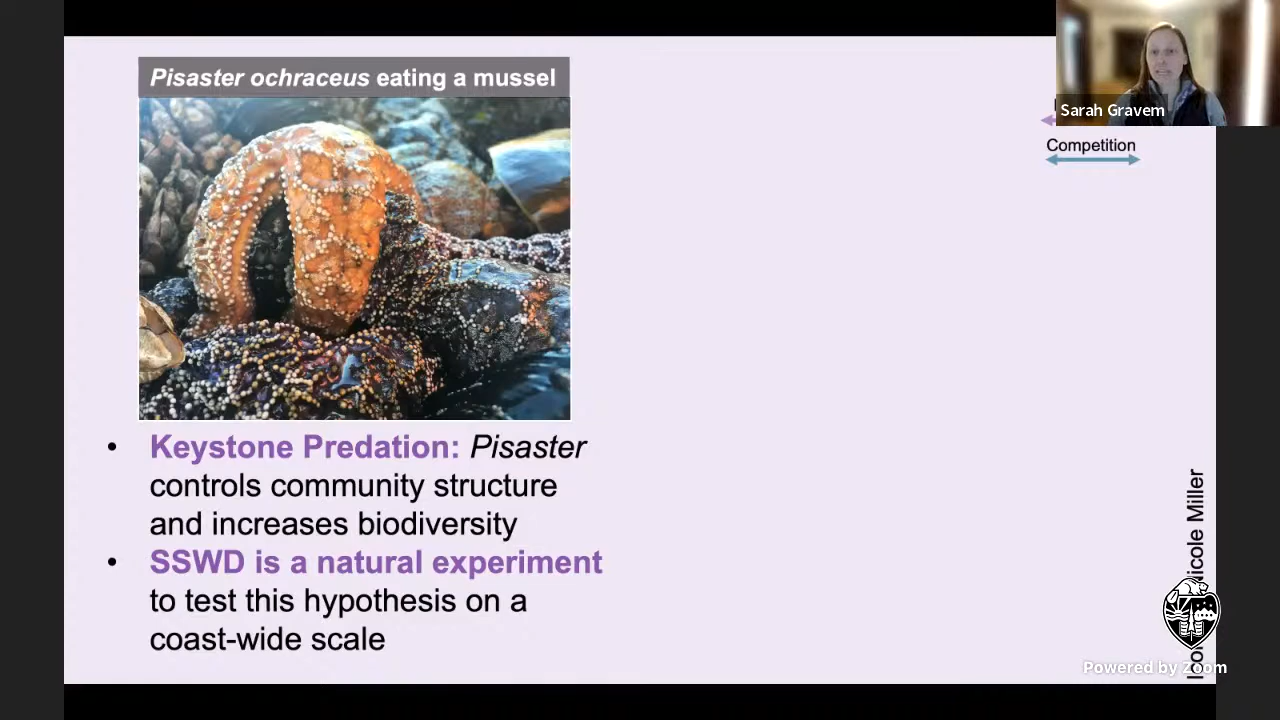 Pisaster ochraceus eating a mussel
Sarah Gravem
Competition
• Keystone Predation: Pisaster
controls community structure
and increases biodiversity
• SSWD is a natural experiment
to test this hypothesis on a
coast-wide scale
Miller
Powered by Zoom